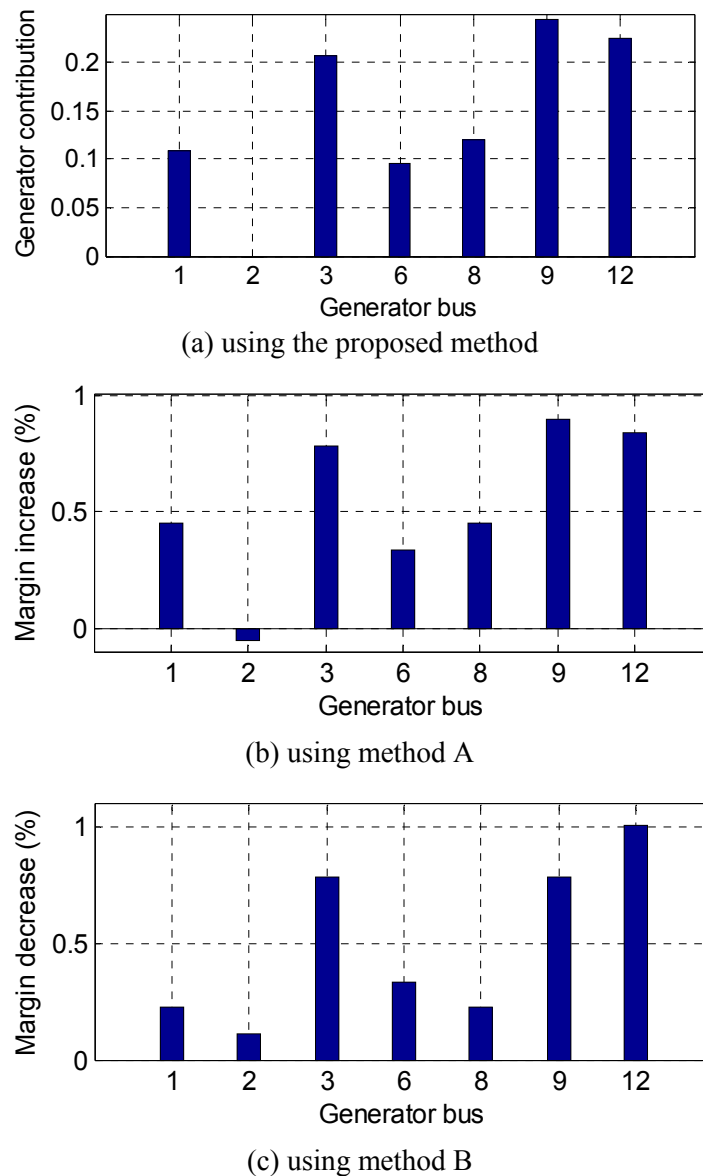 Generator contribution
0.2
0.15
0.1
0.05
0
1 2 3 6 8 9 12
Generator bus
(a) using the proposed method
Margin increase (%)
1
0.5
0
1 2 3 6 8 9 12
Generator bus
(b) using method A
Margin decrease (%)
1
0.5
0
1 2 3 6 8 9 12
Generator bus
(c) using method B